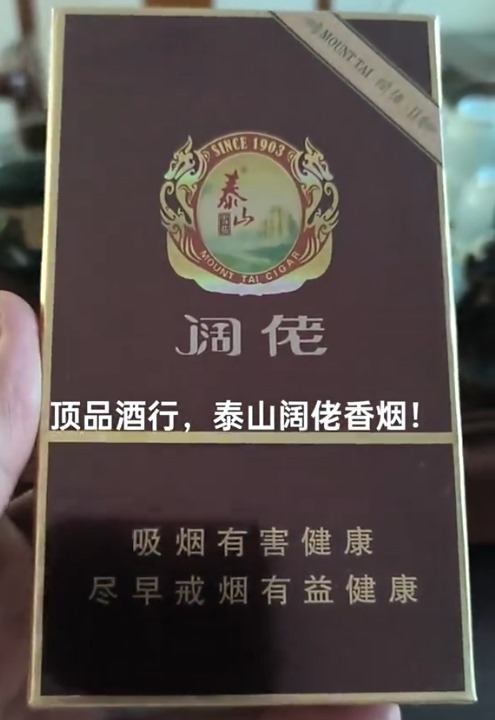 MOUNT TAI
SINCE 1903
泰山
MOUNT TAI CIGAR
阔佬
顶品酒行，泰山阔佬香烟！
吸烟有害健康
尽早戒烟有益健康